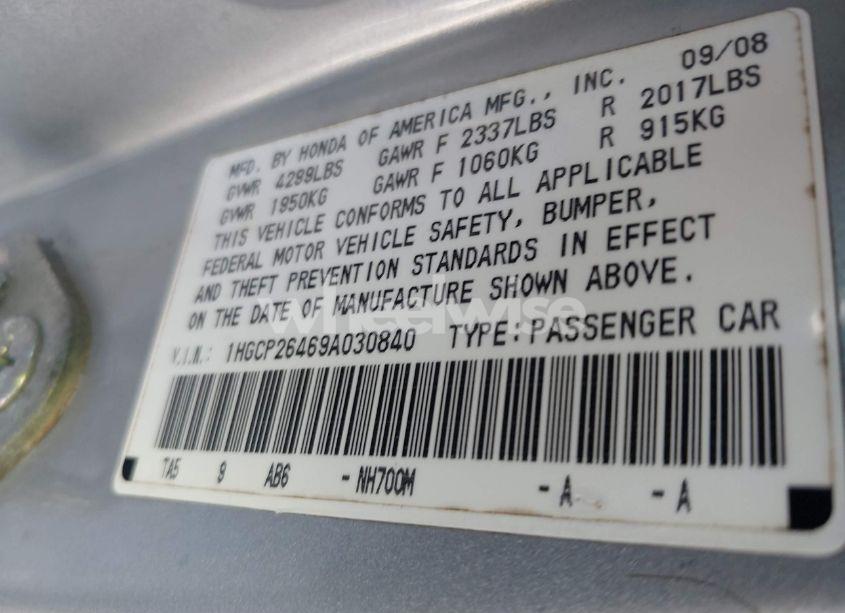 09/08
MFD. BY HONDA OF AMERICA MFG., INC.
GVWR 4299LBS GAWR F 2337LBS R 2017LBS
GVWR 1950KG GAWR F 1060KG R 915KG
THIS VEHICLE CONFORMS TO ALL APPLICABLE
FEDERAL MOTOR VEHICLE SAFETY, BUMPER,
AND THEFT PREVENTION STANDARDS IN EFFECT
ON THE DATE OF MANUFACTURE SHOWN ABOVE.
wheelwise
V.I.N.: 1HGCP26469A030840 TYPE:PASSENGER CAR
TA5 9 AB6 -NH700M -A -A